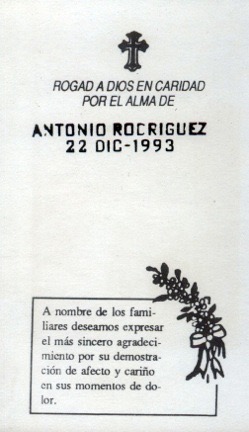 ROGAD A DIOS EN CARIDAD
POR EL ALMA DE
ANTONIO ROCRIGUEZ
22 DIC-1993
A nombre de los fami-
liares deseamos expresar
el más sincero agradeci-
miento por su demostra-
ción de afecto y cariño
en sus momentos de do-
lor.